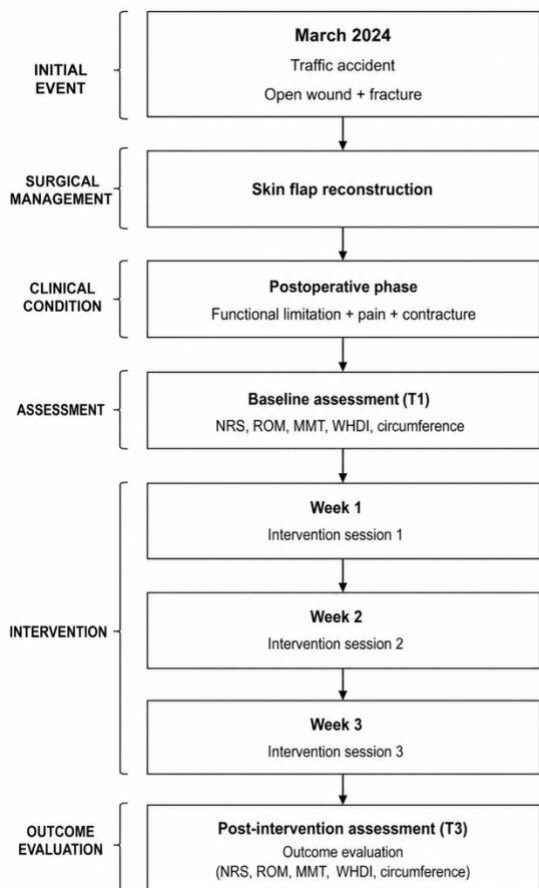 INITIAL
EVENT
March 2024
Traffic accident
Open wound + fracture
SURGICAL
MANAGEMENT
Skin flap reconstruction
CLINICAL
CONDITION
Postoperative phase
Functional limitation + pain + contracture
ASSESSMENT
Baseline assessment (T1)
NRS, ROM, MMT, WHDI, circumference
INTERVENTION
Week 1
Intervention session 1
Week 2
Intervention session 2
Week 3
Intervention session 3
OUTCOME
EVALUATION
Post-intervention assessment (T3)
Outcome evaluation
(NRS, ROM, MMT, WHDI, circumference)